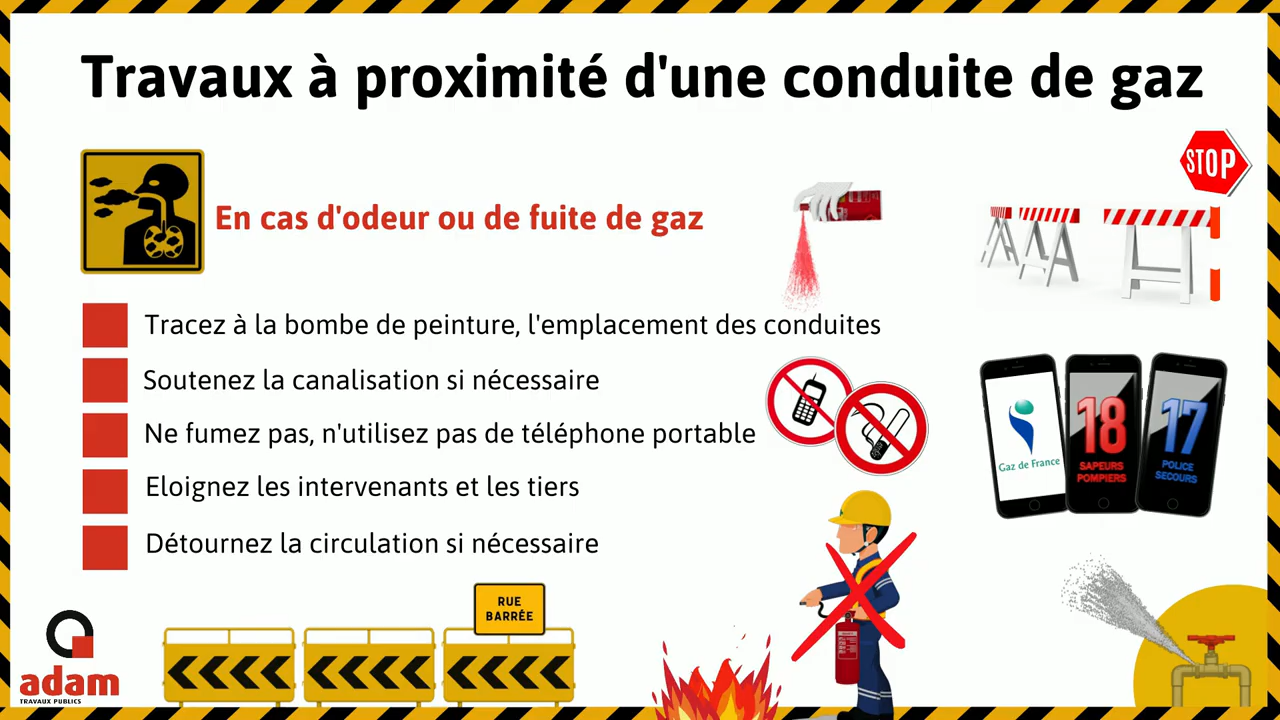 Travaux à proximité d'une conduite de gaz
STOP
En cas d'odeur ou de fuite de gaz
Tracez à la bombe de peinture, l'emplacement des conduites
Soutenez la canalisation si nécessaire
Ne fumez pas, n'utilisez pas de téléphone portable
Eloignez les intervenants et les tiers
Détournez la circulation si nécessaire
Gaz de France
18
SAPEURS
POMPIERS
17
POLICE
SECOURS
RUE
BARRÉE
adam
TRAVAUX PUBLICS